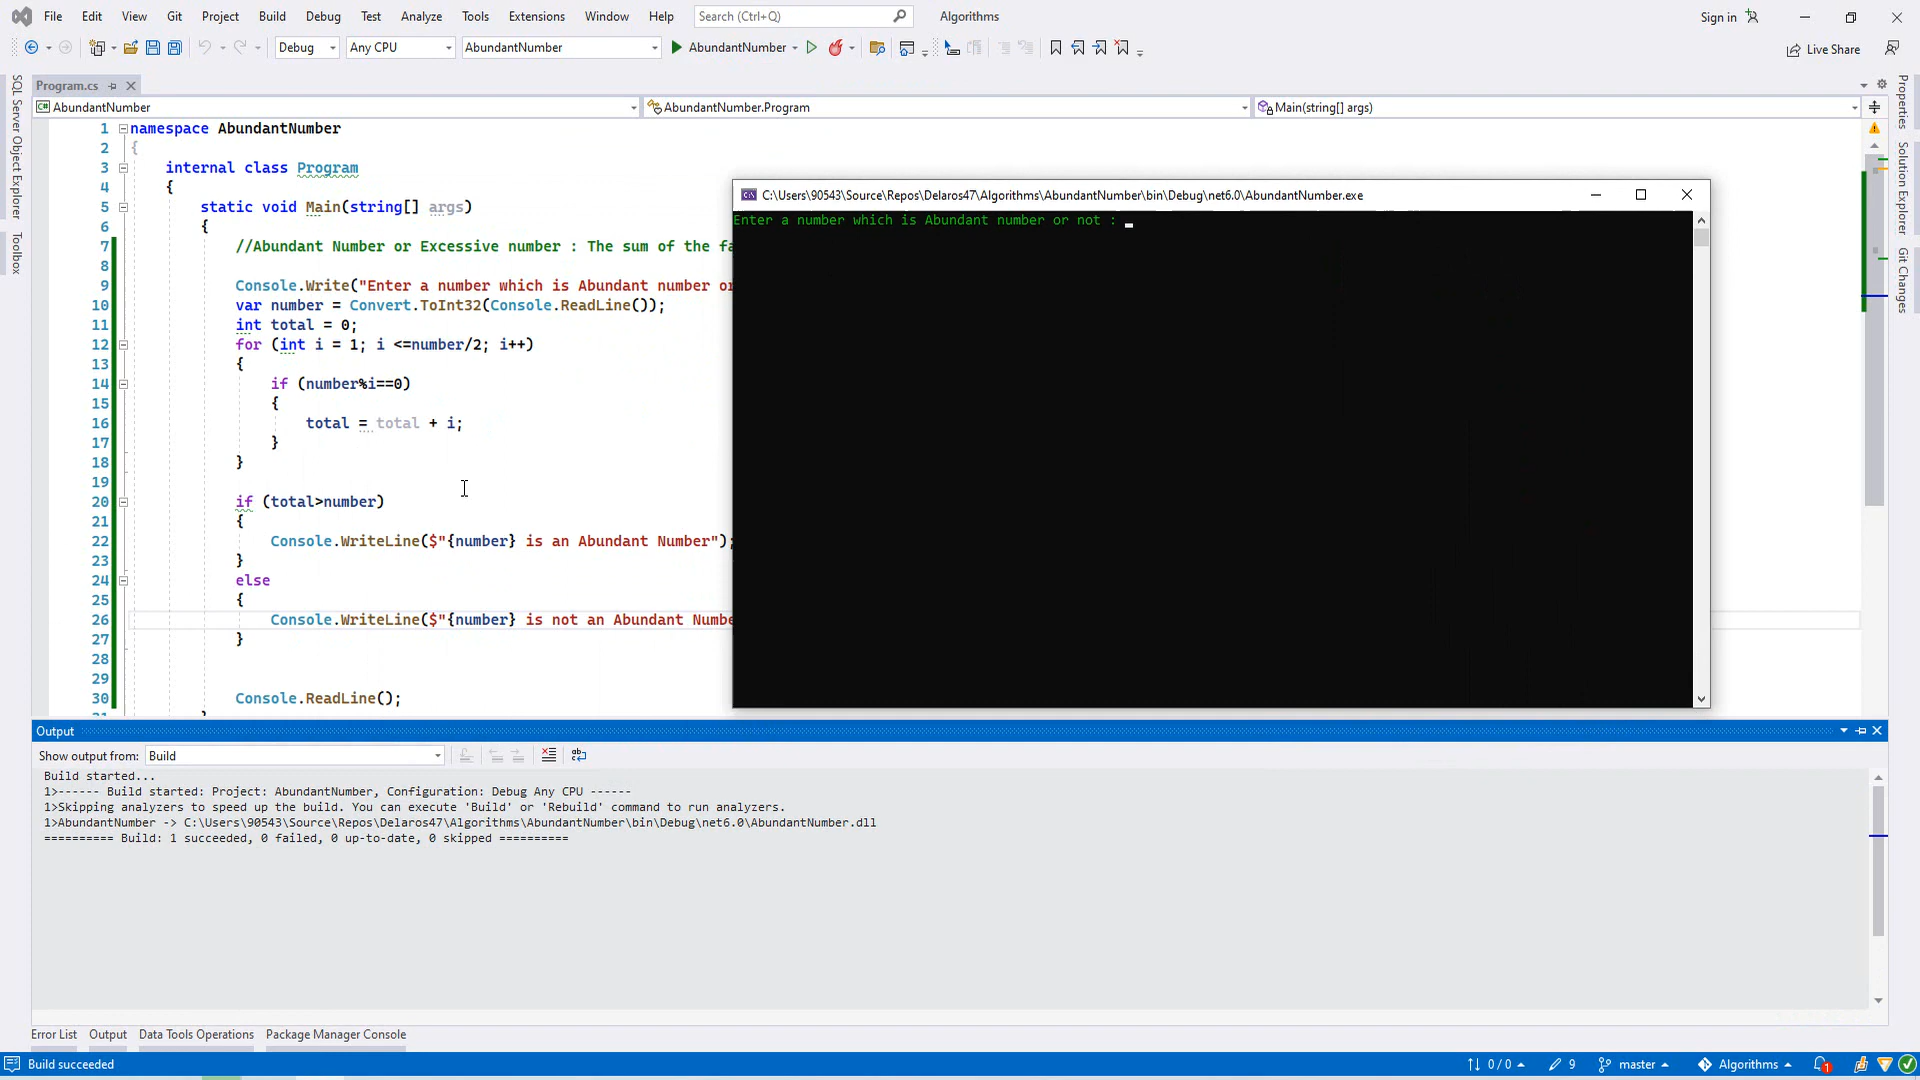 File Edit View Git Project Build Debug Test Analyze Tools Extensions Window Help Search (Ctrl+Q) Algorithms Sign in
Debug Any CPU AbundantNumber AbundantNumber Live Share
Program.cs
AbundantNumber AbundantNumber.Program Main(string[] args)
SQL Server Object Explorer
Toolbox
1 namespace AbundantNumber
2 {
3 internal class Program
4 {
5 static void Main(string[] args)
6 {
7 //Abundant Number or Excessive number : The sum of the fa
8
9 Console.Write("Enter a number which is Abundant number or
10 var number = Convert.ToInt32(Console.ReadLine());
11 int total = 0;
12 for (int i = 1; i <=number/2; i++)
13 {
14 if (number%i==0)
15 {
16 total = total + i;
17 }
18 }
19
20 if (total>number)
21 {
22 Console.WriteLine($"{number} is an Abundant Number");
23 }
24 else
25 {
26 Console.WriteLine($"{number} is not an Abundant Numbe
27 }
28
29
30 Console.ReadLine();
C:\Users\90543\Source\Repos\Delaros47\Algorithms\AbundantNumber\bin\Debug\net6.0\AbundantNumber.exe
Enter a number which is Abundant number or not :
Properties
Solution Explorer
Git Changes
Output
Show output from: Build
Build started...
1>------ Build started: Project: AbundantNumber, Configuration: Debug Any CPU ------
1>Skipping analyzers to speed up the build. You can execute 'Build' or 'Rebuild' command to run analyzers.
1>AbundantNumber -> C:\Users\90543\Source\Repos\Delaros47\Algorithms\AbundantNumber\bin\Debug\net6.0\AbundantNumber.dll
========== Build: 1 succeeded, 0 failed, 0 up-to-date, 0 skipped ==========
Error List Output Data Tools Operations Package Manager Console
Build succeeded 0 / 0 9 master Algorithms 1